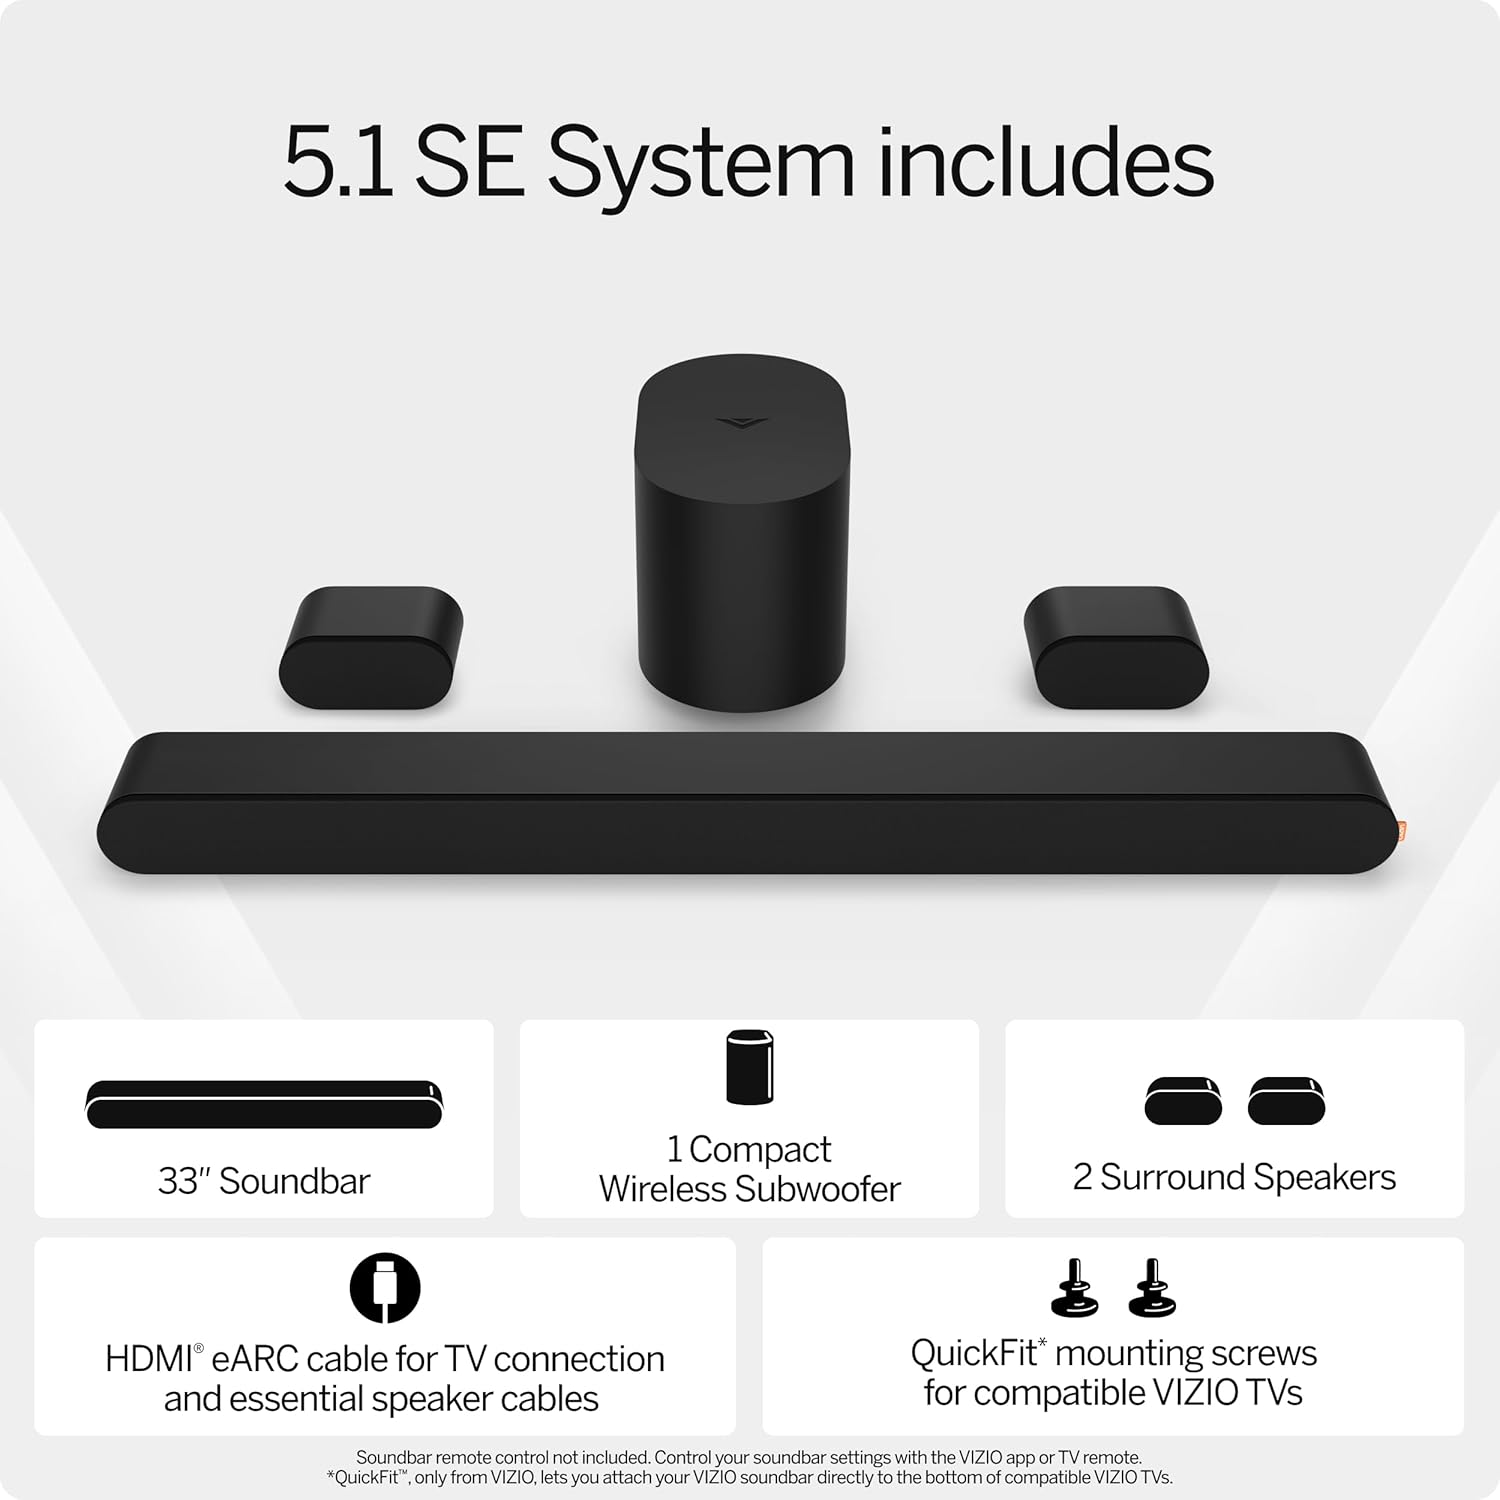 5.1 SE System includes
33" Soundbar
1 Compact
Wireless Subwoofer
2 Surround Speakers
HDMI® eARC cable for TV connection
and essential speaker cables
QuickFit* mounting screws
for compatible VIZIO TVs
Soundbar remote control not included. Control your soundbar settings with the VIZIO app or TV remote.
*QuickFit™, only from VIZIO, lets you attach your VIZIO soundbar directly to the bottom of compatible VIZIO TVs.